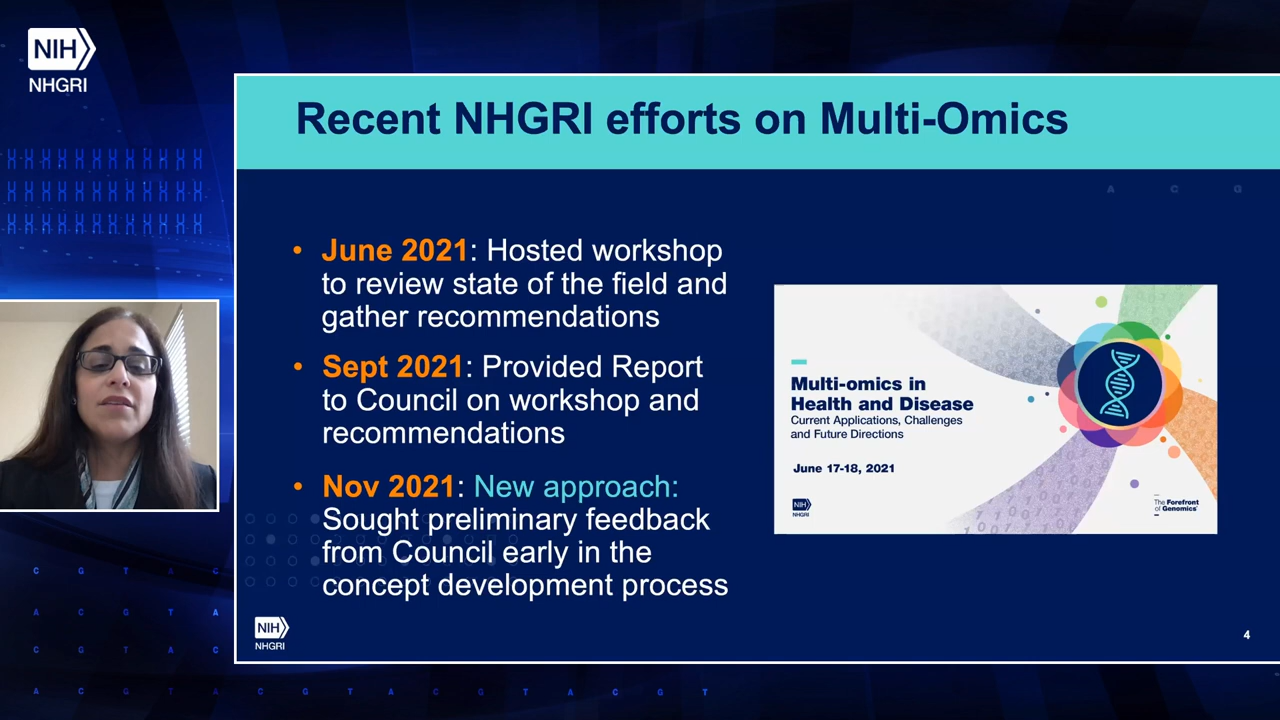 NIH
NHGRI
Recent NHGRI efforts on Multi-Omics
A C G
• June 2021: Hosted workshop
to review state of the field and
gather recommendations
• Sept 2021: Provided Report
to Council on workshop and
recommendations
• Nov 2021: New approach:
Sought preliminary feedback
from Council early in the
concept development process
Multi-omics in
Health and Disease
Current Applications, Challenges
and Future Directions
June 17-18, 2021
NIH
NHGRI
The Forefront
of Genomics
NIH
NHGRI
4
C G T A C
A C G T A
C G T A C
A C G T A C G T A C G T A C G T